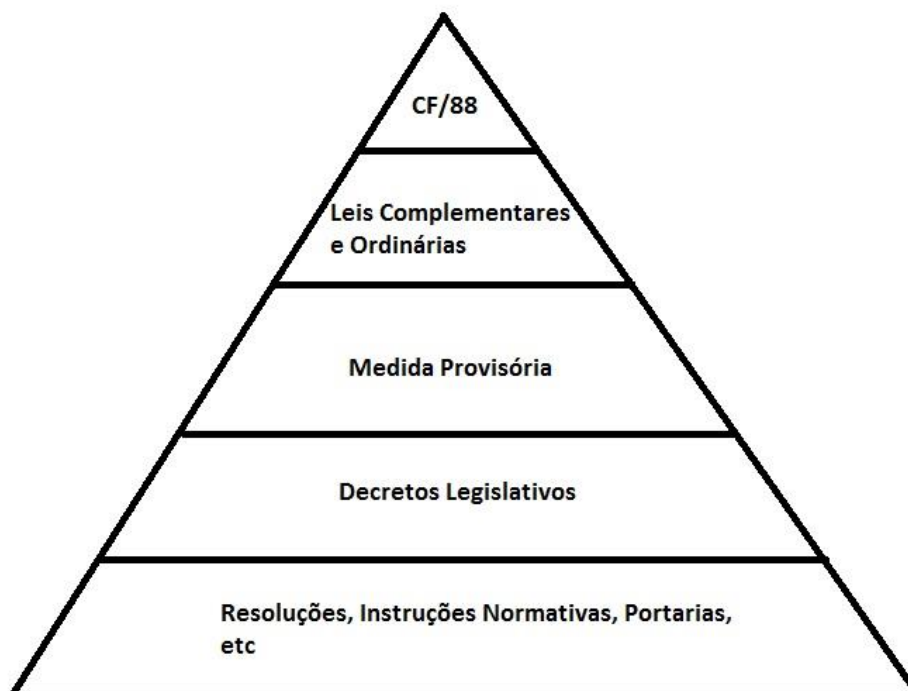 CF/88
Leis Complementares
e Ordinárias
Medida Provisória
Decretos Legislativos
Resoluções, Instruções Normativas, Portarias,
etc